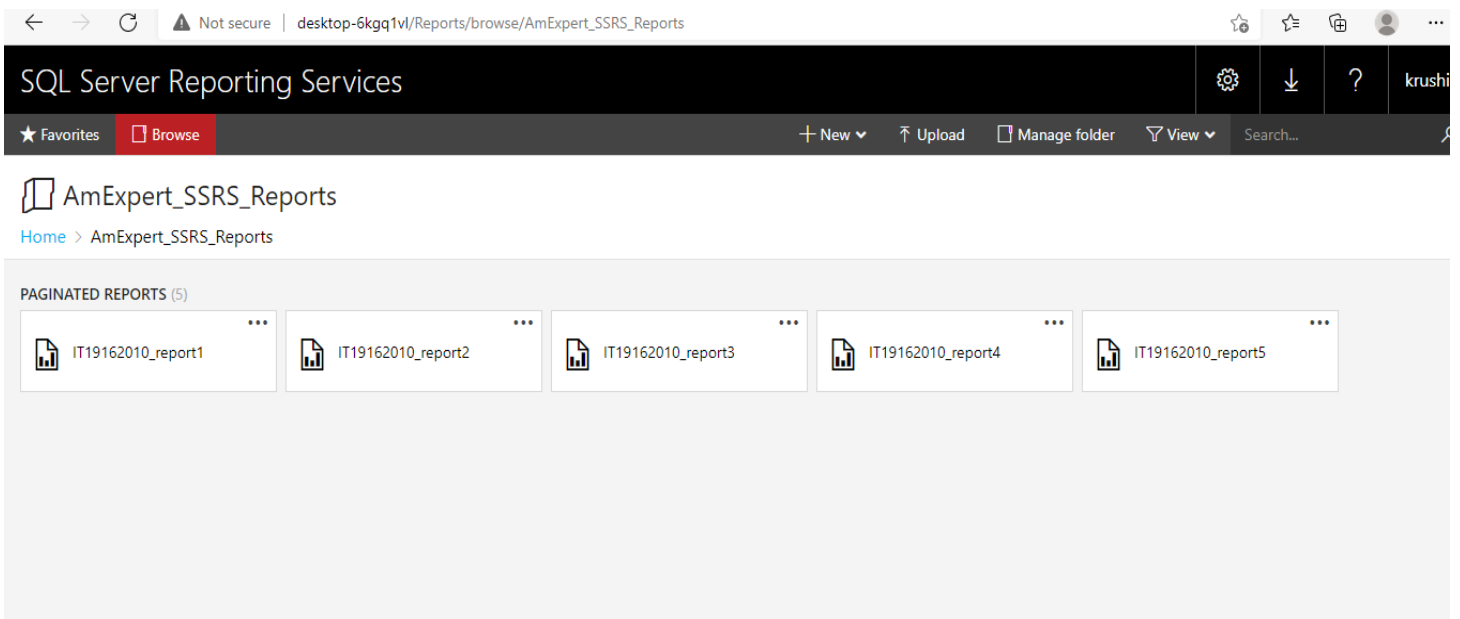 Not secure | desktop-6kgq1vl/Reports/browse/AmExpert_SSRS_Reports
SQL Server Reporting Services ? krushi
Favorites Browse New Upload Manage folder View Search...
AmExpert_SSRS_Reports
Home > AmExpert_SSRS_Reports
PAGINATED REPORTS (5)
IT19162010_report1 IT19162010_report2 IT19162010_report3 IT19162010_report4 IT19162010_report5